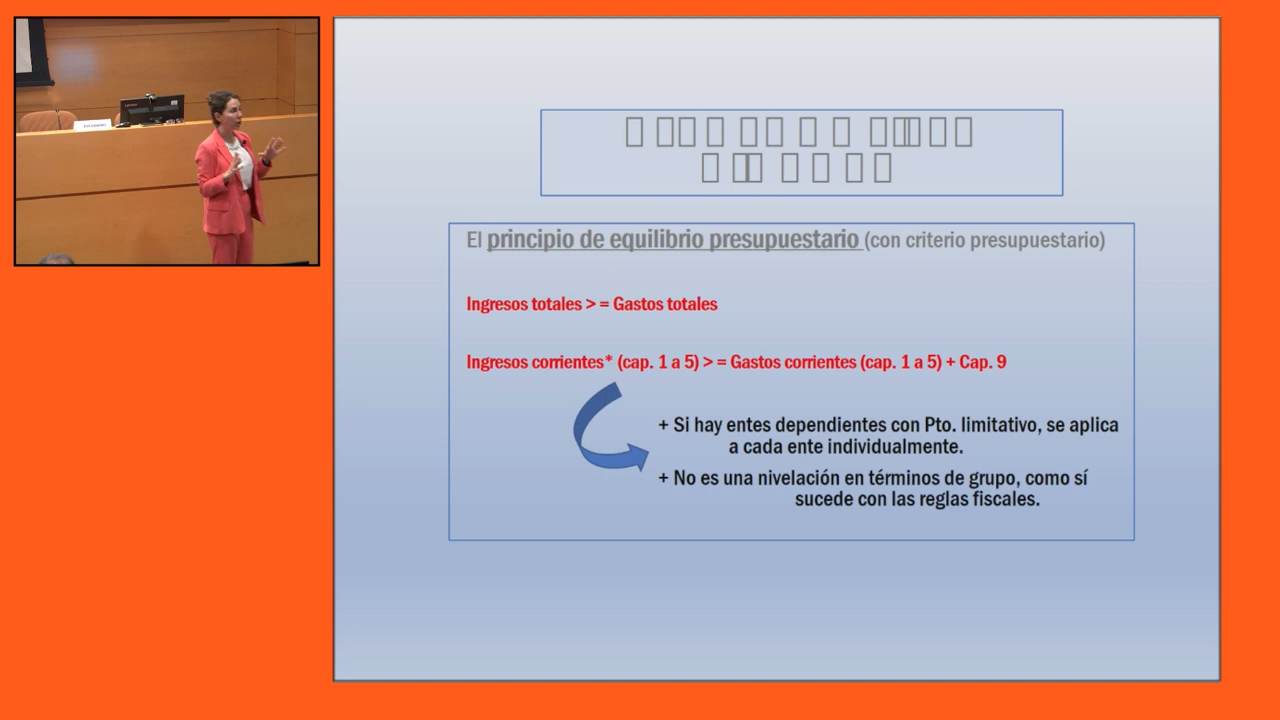 El principio de equilibrio presupuestario (con criterio presupuestario)
Ingresos totales > = Gastos totales
Ingresos corrientes* (cap. 1 a 5) > = Gastos corrientes (cap. 1 a 5) + Cap. 9
+ Si hay entes dependientes con Pto. limitativo, se aplica
a cada ente individualmente.
+ No es una nivelación en términos de grupo, como sí
sucede con las reglas fiscales.